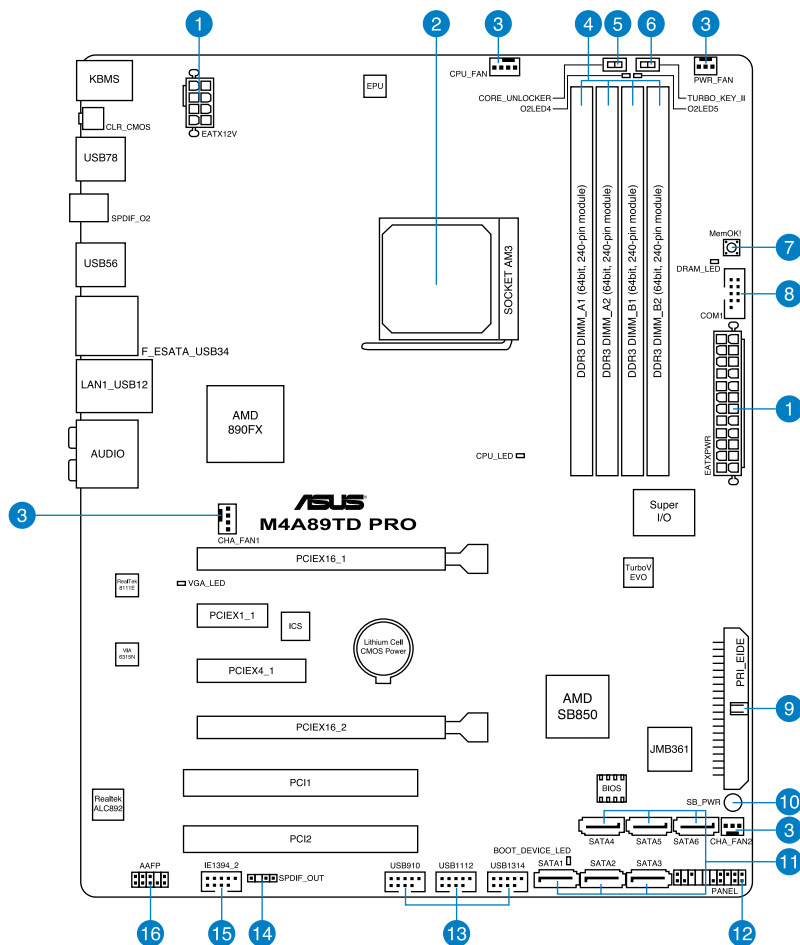 1
2
3
4
5
6
3
KBMS
CPU_FAN
EPU
PWR_FAN
CORE_UNLOCKER
TURBO_KEY_II
O2LED4
O2LED5
CLR_CMOS
EATX12V
USB78
SPDIF_O2
USB56
SOCKET AM3
DDR3 DIMM_A1 (64bit, 240-pin module)
DDR3 DIMM_A2 (64bit, 240-pin module)
DDR3 DIMM_B1 (64bit, 240-pin module)
DDR3 DIMM_B2 (64bit, 240-pin module)
MemOK!
7
DRAM_LED
8
COM1
F_ESATA_USB34
LAN1_USB12
AMD
890FX
1
EATXPWR
AUDIO
CPU_LED
Super
I/O
3
CHA_FAN1
ASUS
M4A89TD PRO
PCIEX16_1
RealTek
8111E
VGA_LED
TurboV
EVO
PCIEX1_1
ICS
Lithium Cell
CMOS Power
VIA
6315N
PCIEX4_1
PRI_EIDE
AMD
SB850
9
PCIEX16_2
JMB361
PCI1
BIOS
Realtek
ALC892
SB_PWR
10
SATA4
SATA5
SATA6
CHA_FAN2
3
PCI2
BOOT_DEVICE_LED
11
AAFP
IE1394_2
SPDIF_OUT
USB910
USB1112
USB1314
SATA1
SATA2
SATA3
PANEL
16
15
14
13
12